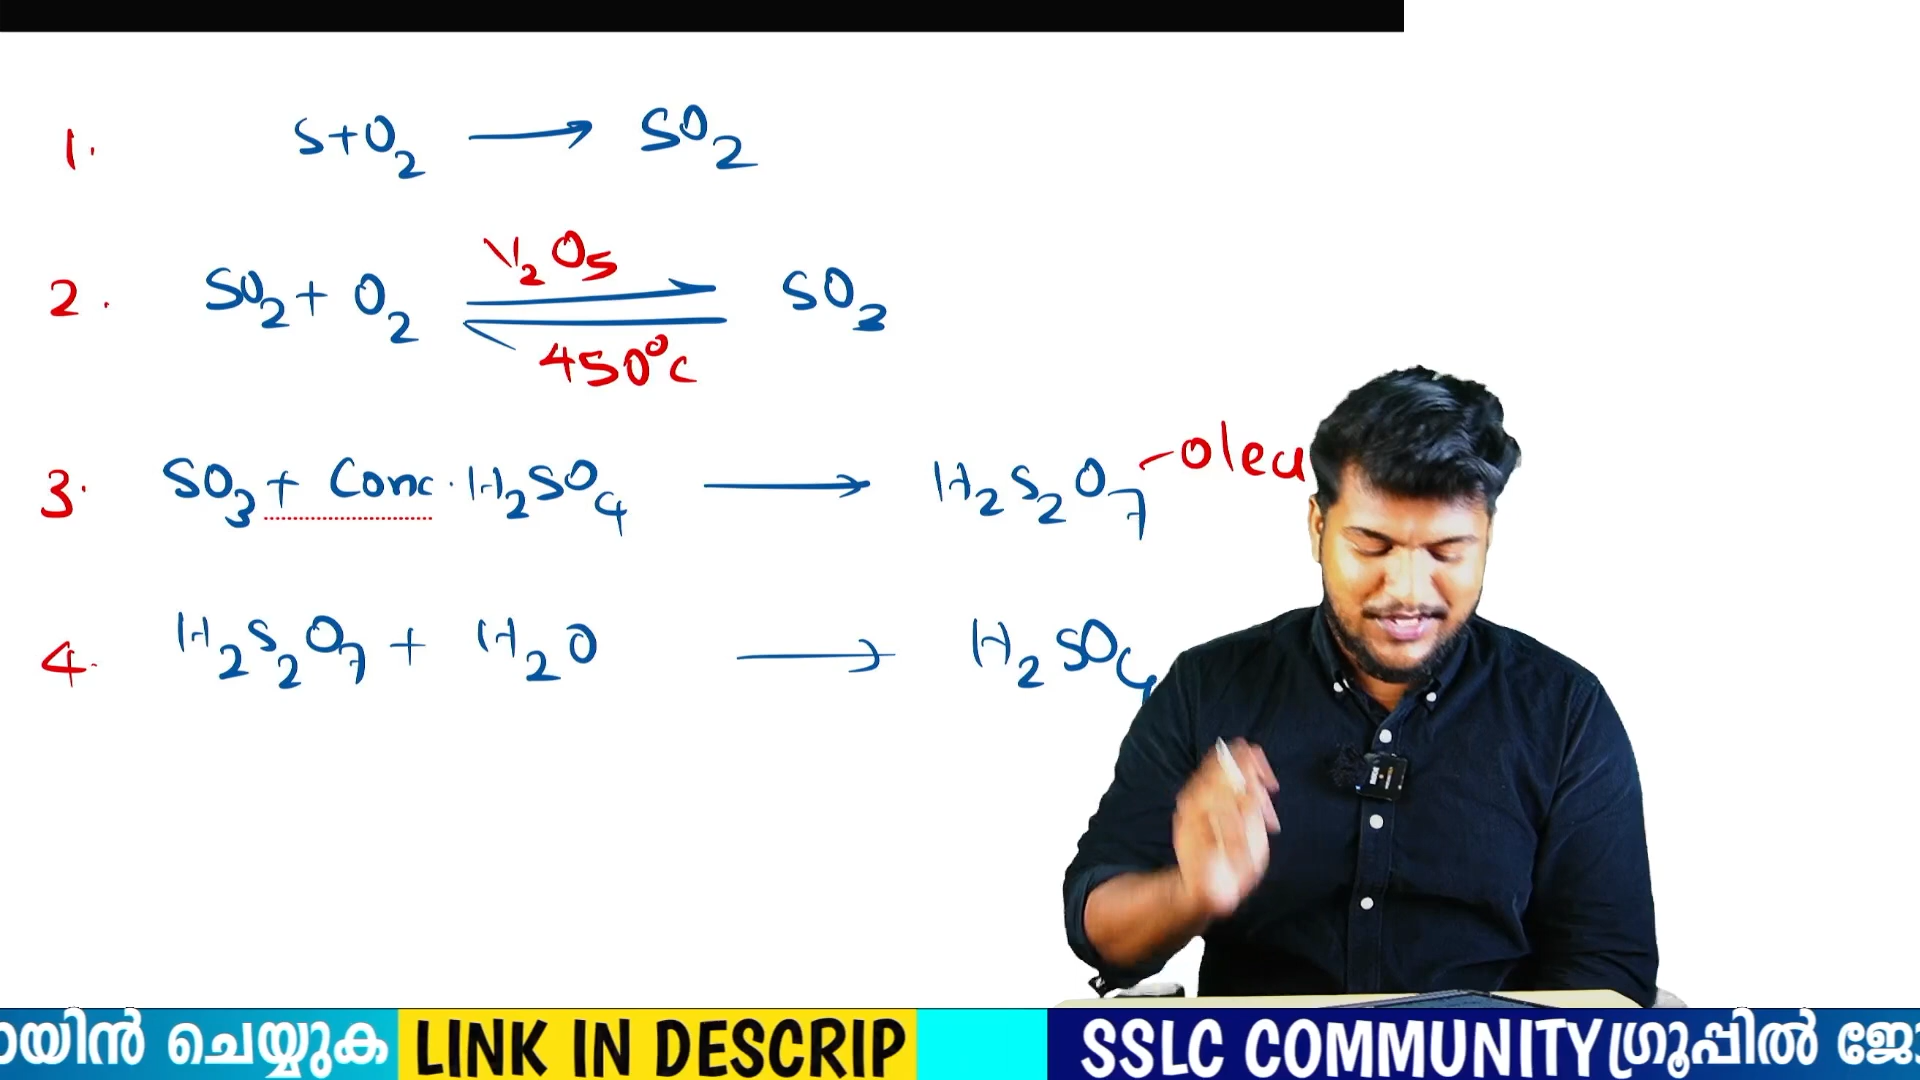 1. S+O₂ ⟶ SO₂
2. SO₂ + O₂ ⇌ V₂O₅ 450°C SO₃
3. SO₃ + Conc. H₂SO₄ ⟶ H₂S₂O₇ - oleu
4. H₂S₂O₇ + H₂O ⟶ H₂SO₄
ായിൻ ചെയ്യുക LINK IN DESCRIP SSLC COMMUNITY ഗ്രൂപ്പിൽ ജോ